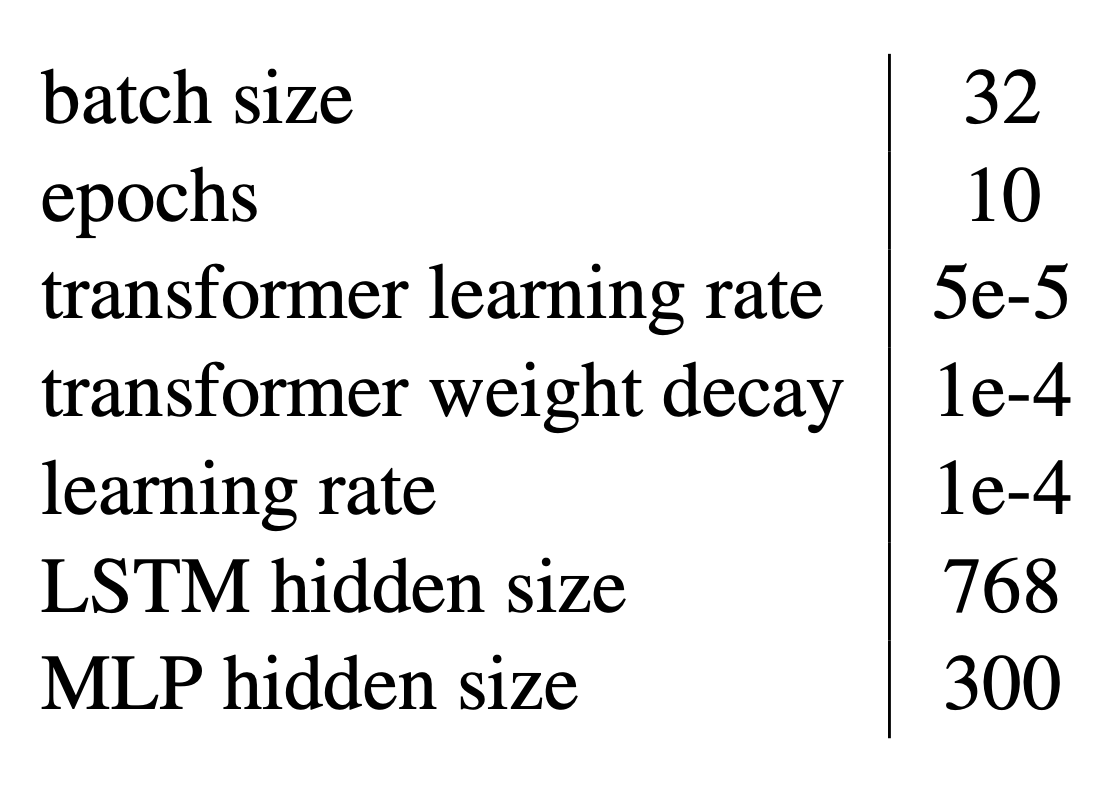 batch size 32
epochs 10
transformer learning rate 5e-5
transformer weight decay 1e-4
learning rate 1e-4
LSTM hidden size 768
MLP hidden size 300